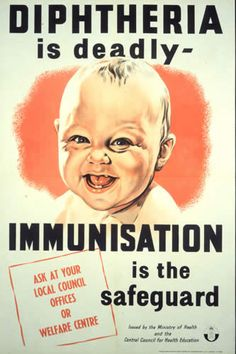 DIPHTHERIA
is deadly-
IMMUNISATION
is the
safeguard
ASK AT YOUR
LOCAL COUNCIL
OFFICES
OR
WELFARE CENTRE
Issued by the Ministry of Health
and the
Central Council for Health Education